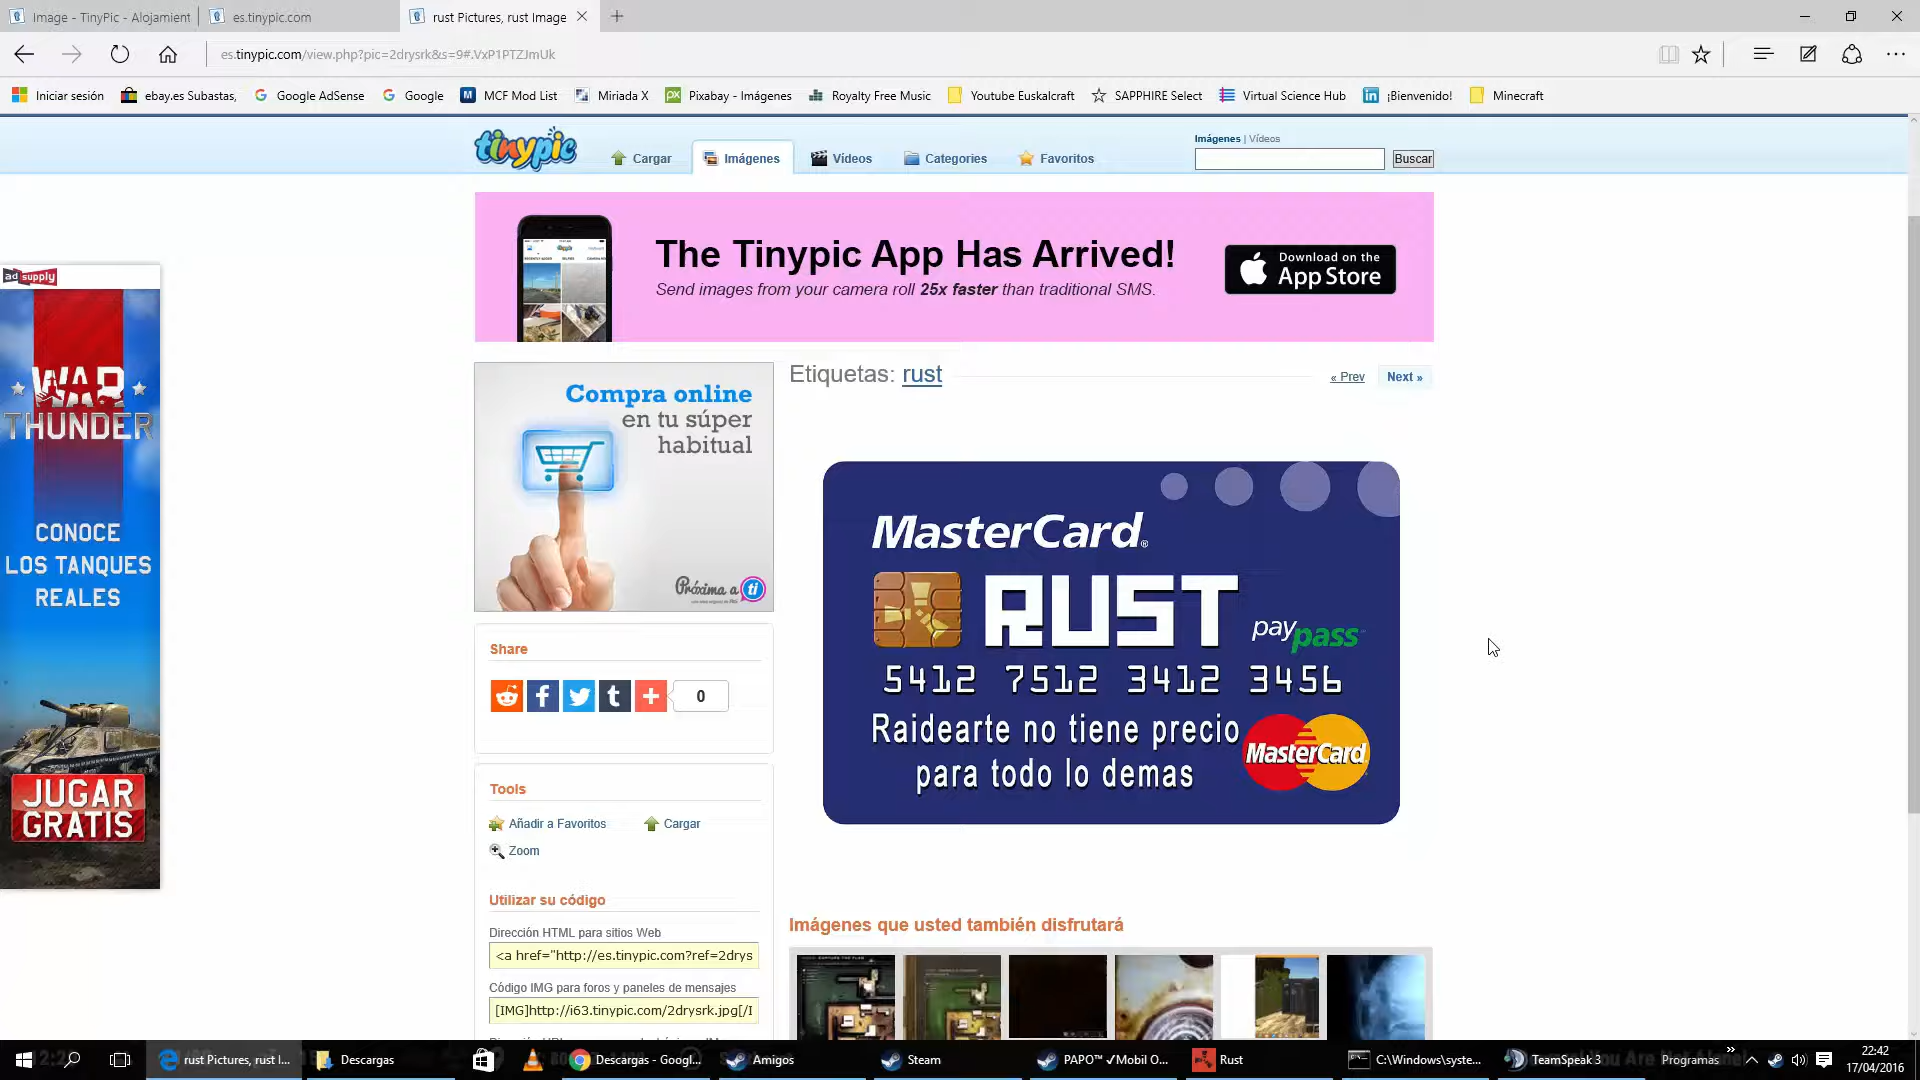 Image - TinyPic - Alojamient
es.tinypic.com
rust Pictures, rust Image
es.tinypic.com/view.php?pic=2drysrk&s=9#.VxP1PTZJmUk
Iniciar sesión
ebay.es Subastas,
Google AdSense
Google
MCF Mod List
Miriada X
Pixabay - Imágenes
Royalty Free Music
Youtube Euskalcraft
SAPPHIRE Select
Virtual Science Hub
¡Bienvenido!
Minecraft
tinypic
Cargar
Imágenes
Vídeos
Categories
Favoritos
Imágenes | Vídeos
Buscar
The Tinypic App Has Arrived!
Send images from your camera roll 25x faster than traditional SMS.
Download on the
App Store
ad supply
WAR
THUNDER
CONOCE
LOS TANQUES
REALES
JUGAR
GRATIS
Compra online
en tu súper
habitual
Próxima a ti
Etiquetas: rust
« Prev
Next »
MasterCard®
RUST
paypass
5412 7512 3412 3456
Raidearte no tiene precio
para todo lo demas
MasterCard
Share
0
Tools
Añadir a Favoritos
Cargar
Zoom
Utilizar su código
Dirección HTML para sitios Web
<a href="http://es.tinypic.com?ref=2drys
Código IMG para foros y paneles de mensajes
[IMG]http://i63.tinypic.com/2drysrk.jpg[/I
Imágenes que usted también disfrutará
rust Pictures, rust I...
Descargas
Descargas - Googl...
Amigos
Steam
PAPO™ ✓Mobil O...
Rust
C:\Windows\syste...
TeamSpeak 3
Programas
22:42
17/04/2016